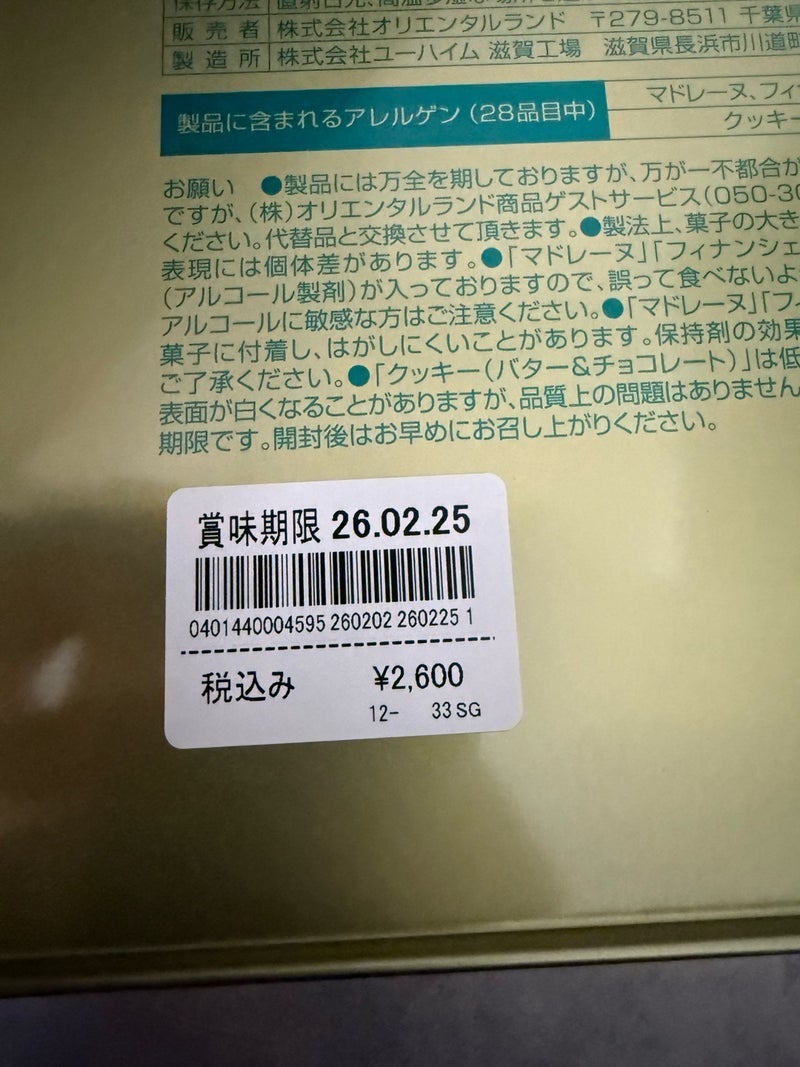 保存方法 直射日光、高温多湿
販売者 株式会社オリエンタルランド 〒279-8511 千葉県
製造所 株式会社ユーハイム 滋賀工場 滋賀県長浜市川道町
製品に含まれるアレルゲン(28品目中)
マドレーヌ、フィ
クッキー
お願い ●製品には万全を期しておりますが、万が一不都合が
ですが、(株)オリエンタルランド商品ゲストサービス(050-30
ください。代替品と交換させて頂きます。●製法上、菓子の大き
表現には個体差があります。●「マドレーヌ」「フィナンシェ
(アルコール製剤)が入っておりますので、誤って食べないよ
アルコールに敏感な方はご注意ください。●「マドレーヌ」「フィ
菓子に付着し、はがしにくいことがあります。保持剤の効果
ご了承ください。●「クッキー(バター&チョコレート)」は低
表面が白くなることがありますが、品質上の問題はありません
期限です。開封後はお早めにお召し上がりください。
賞味期限 26.02.25
0401440004595 260202 260225 1
税込み ¥2,600
12- 33 SG